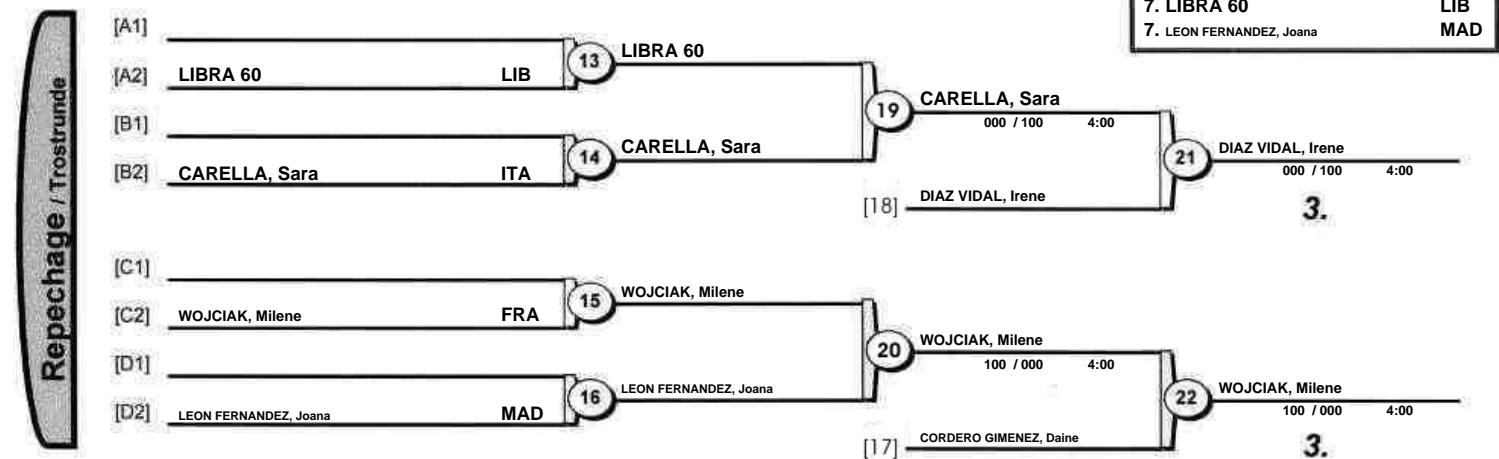 7. LIBRA 60 LIB
7. LEON FERNANDEZ, Joana MAD
Repechage / Trostrunde
[A1]
[A2] LIBRA 60 LIB
13 LIBRA 60
[B1]
[B2] CARELLA, Sara ITA
14 CARELLA, Sara
19 CARELLA, Sara
000 / 100 4:00
[18] DIAZ VIDAL, Irene
21 DIAZ VIDAL, Irene
000 / 100 4:00
3.
[C1]
[C2] WOJCIAK, Milene FRA
15 WOJCIAK, Milene
[D1]
[D2] LEON FERNANDEZ, Joana MAD
16 LEON FERNANDEZ, Joana
20 WOJCIAK, Milene
100 / 000 4:00
[17] CORDERO GIMENEZ, Daine
22 WOJCIAK, Milene
100 / 000 4:00
3.